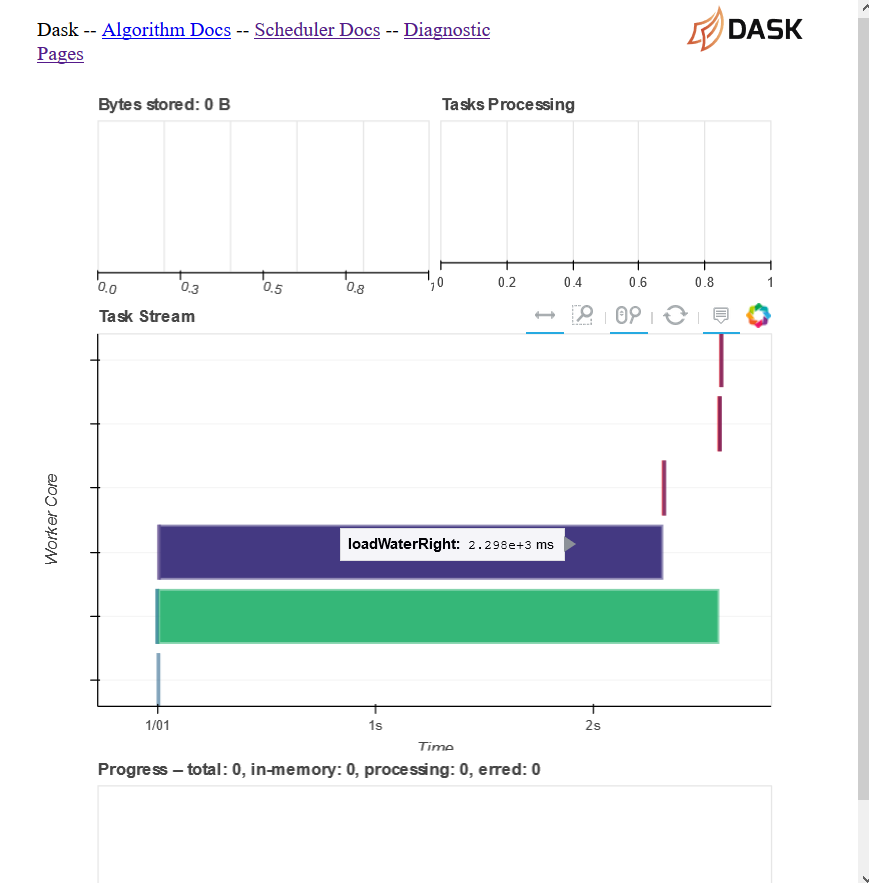 Dask -- Algorithm Docs -- Scheduler Docs -- Diagnostic
Pages
DASK
Bytes stored: 0 B
Tasks Processing
0.0 0.3 0.5 0.8
0 0.2 0.4 0.6 0.8 1
Task Stream
Worker Core
loadWaterRight: 2.298e+3 ms
1/01 1s 2s
Time
Progress -- total: 0, in-memory: 0, processing: 0, erred: 0